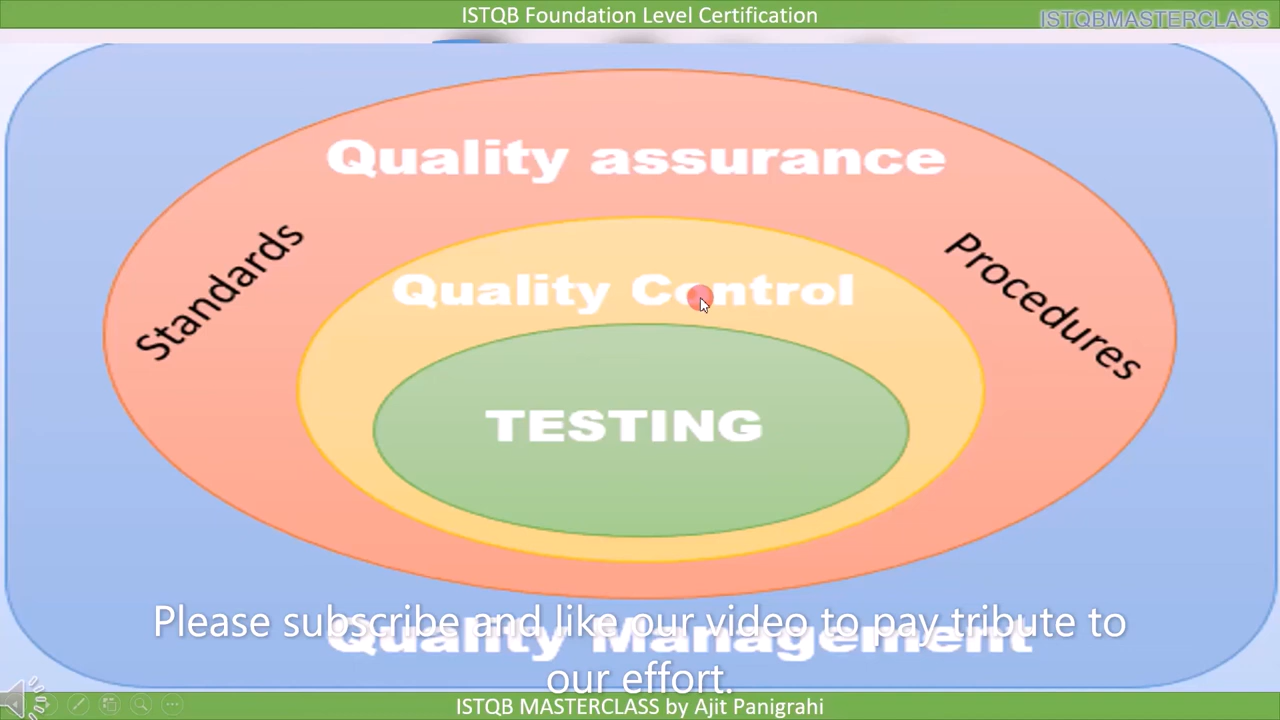 ISTQB Foundation Level Certification
ISTQBMASTERCLASS
Quality assurance
Standards
Procedures
Quality Control
TESTING
Please subscribe and like our video to pay tribute to
Quality Management
our effort.
ISTQB MASTERCLASS by Ajit Panigrahi